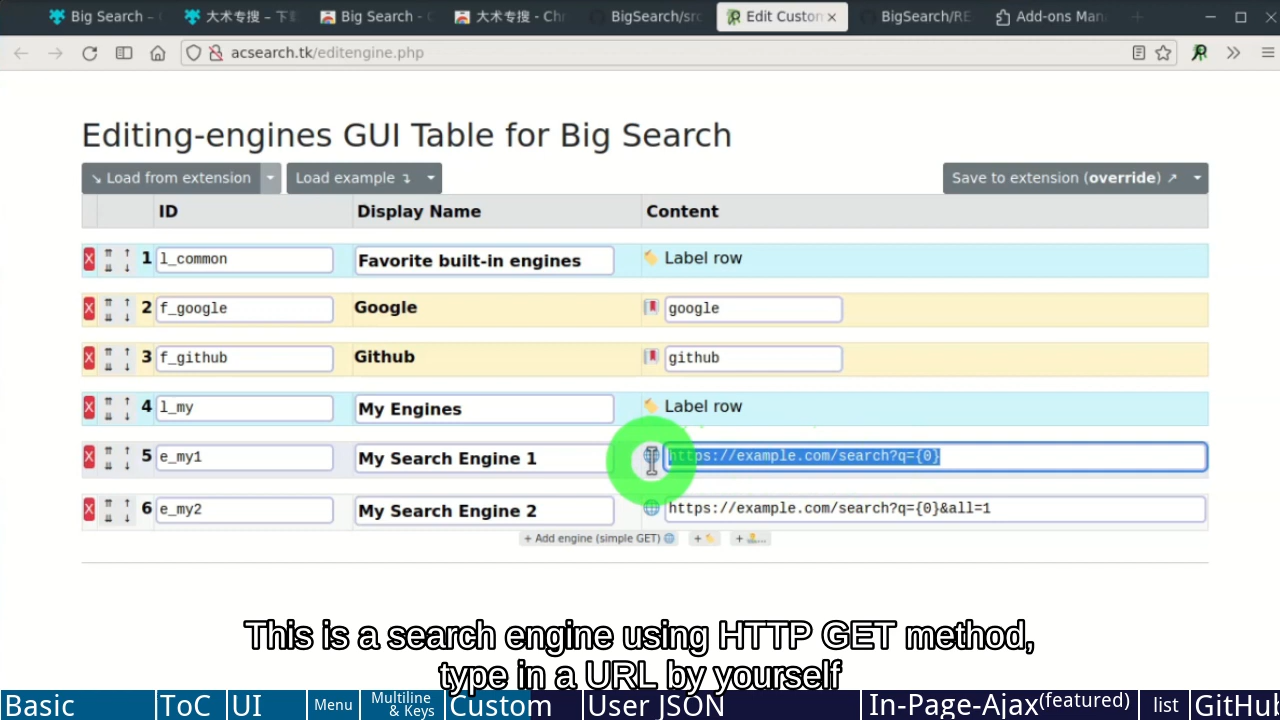 Big Search –
大术专搜 – 下
Big Search - C
大术专搜 - Ch
BigSearch/src
Edit Custon
BigSearch/RE
Add-ons Man
acsearch.tk/editengine.php
Editing-engines GUI Table for Big Search
↘ Load from extension
Load example ↴
Save to extension (override) ↗
ID Display Name Content
X 1 l_common Favorite built-in engines Label row
X 2 f_google Google google
X 3 f_github Github github
X 4 l_my My Engines Label row
X 5 e_my1 My Search Engine 1 https://example.com/search?q={0}
X 6 e_my2 My Search Engine 2 https://example.com/search?q={0}&all=1
+ Add engine (simple GET) + + ...
This is a search engine using HTTP GET method,
type in a URL by yourself
Basic ToC UI Menu Multiline & Keys Custom User JSON In-Page-Ajax(featured) list GitHub